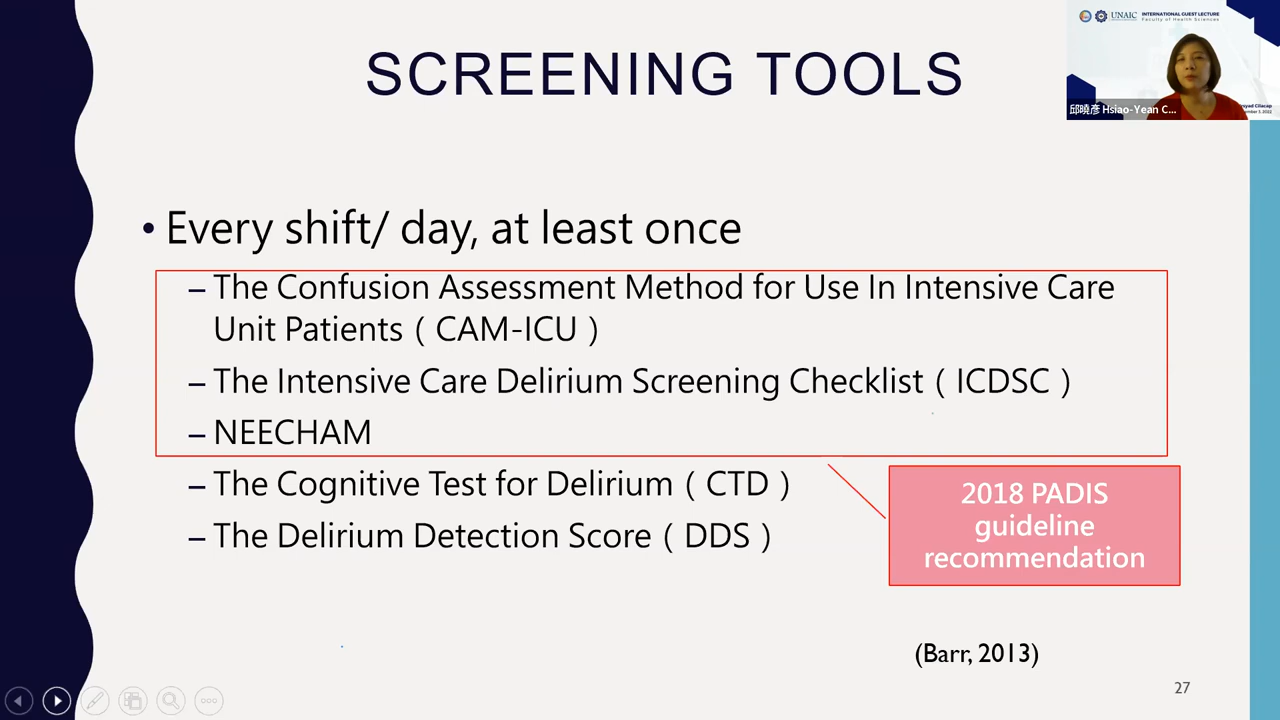 SCREENING TOOLS
UNAIC
INTERNATIONAL GUEST LECTURE
Faculty of Health Sciences
邱曉彥 Hsiao-Yean C...
• Every shift/ day, at least once
– The Confusion Assessment Method for Use In Intensive Care
Unit Patients ( CAM-ICU )
– The Intensive Care Delirium Screening Checklist ( ICDSC )
– NEECHAM
– The Cognitive Test for Delirium ( CTD )
– The Delirium Detection Score ( DDS )
2018 PADIS
guideline
recommendation
(Barr, 2013)
27